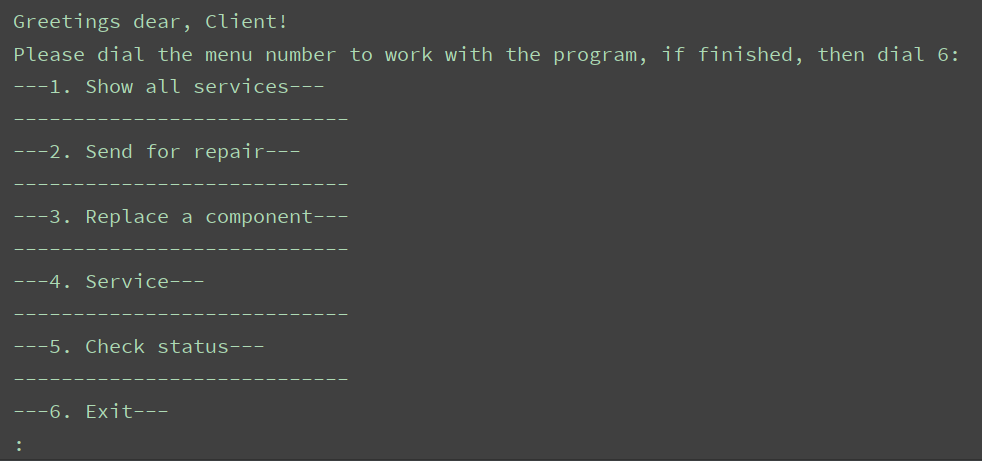 Greetings dear, Client!
Please dial the menu number to work with the program, if finished, then dial 6:
---1. Show all services---
----------------------------
---2. Send for repair---
----------------------------
---3. Replace a component---
----------------------------
---4. Service---
----------------------------
---5. Check status---
----------------------------
---6. Exit---
: